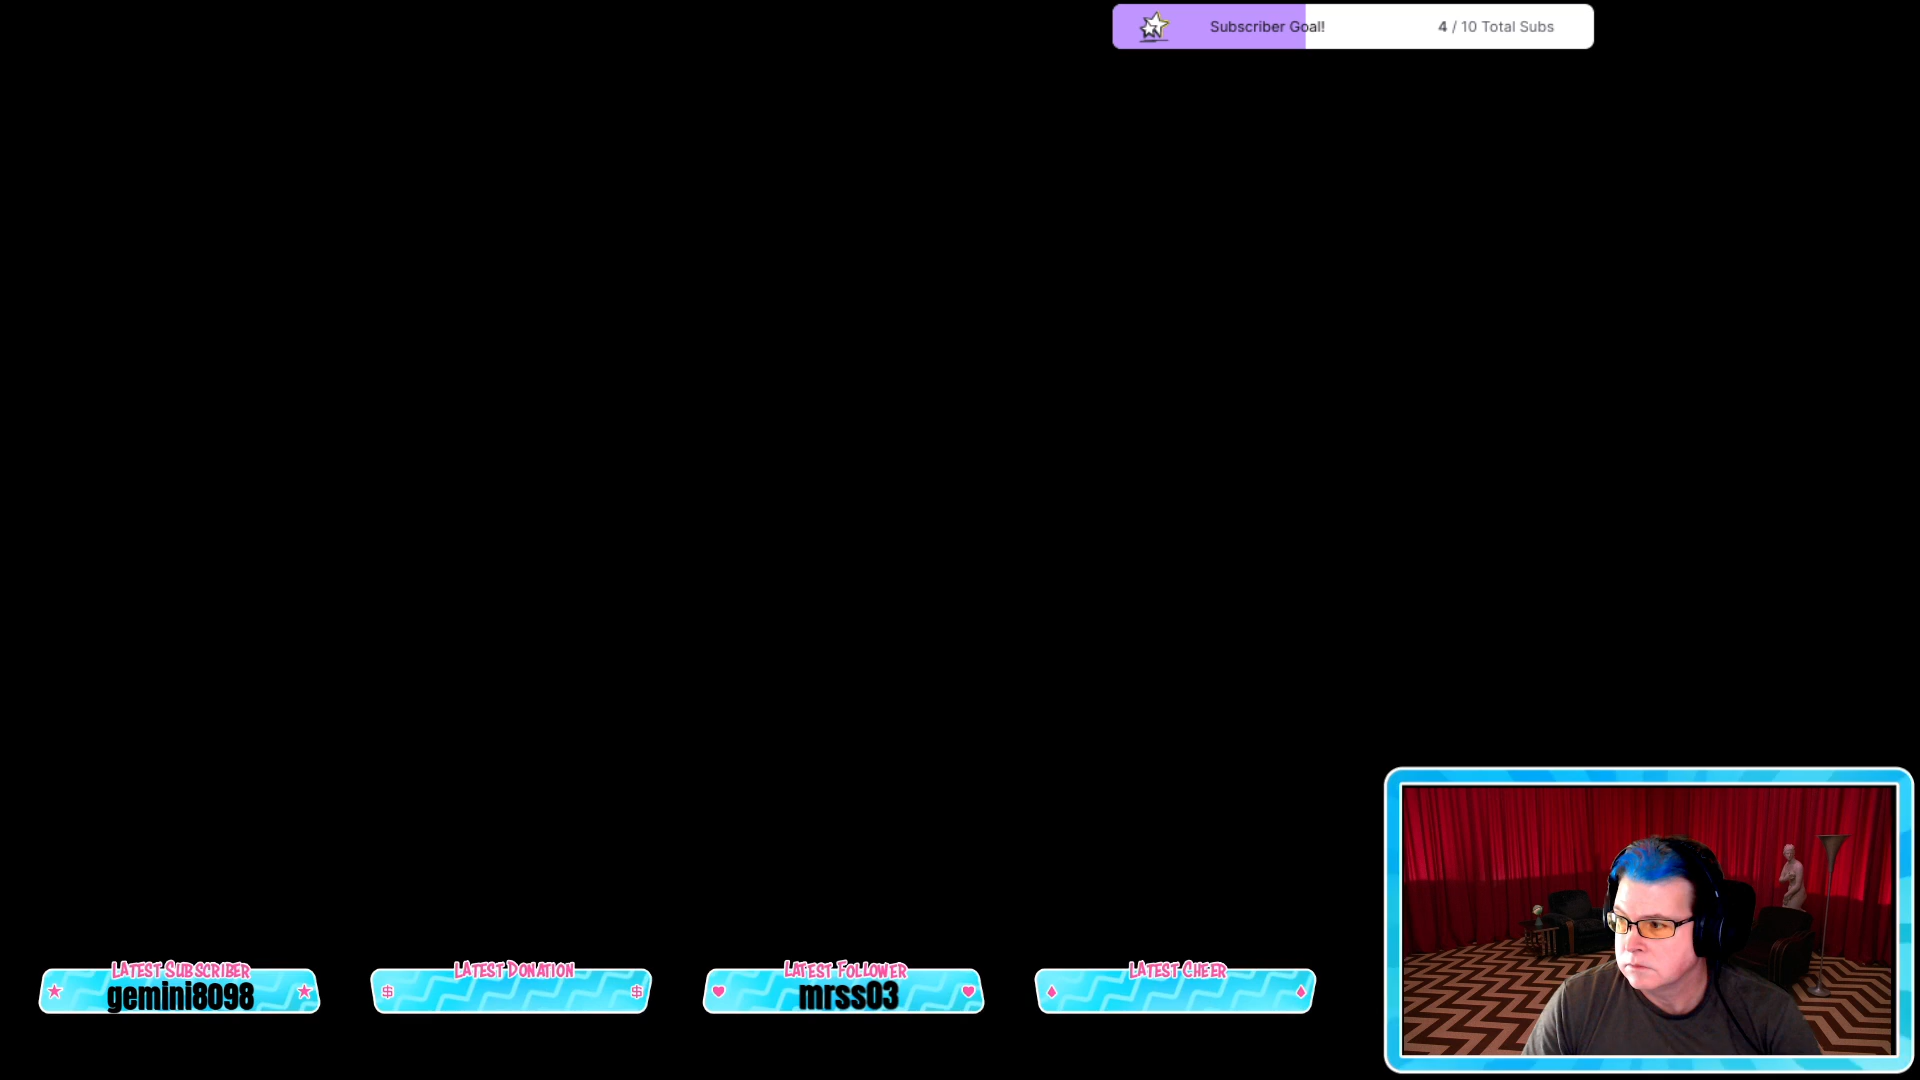 Subscriber Goal!
4 / 10 Total Subs
Latest Subscriber
gemini8098
Latest Donation
$ $
Latest Follower
mrss03
Latest Cheer